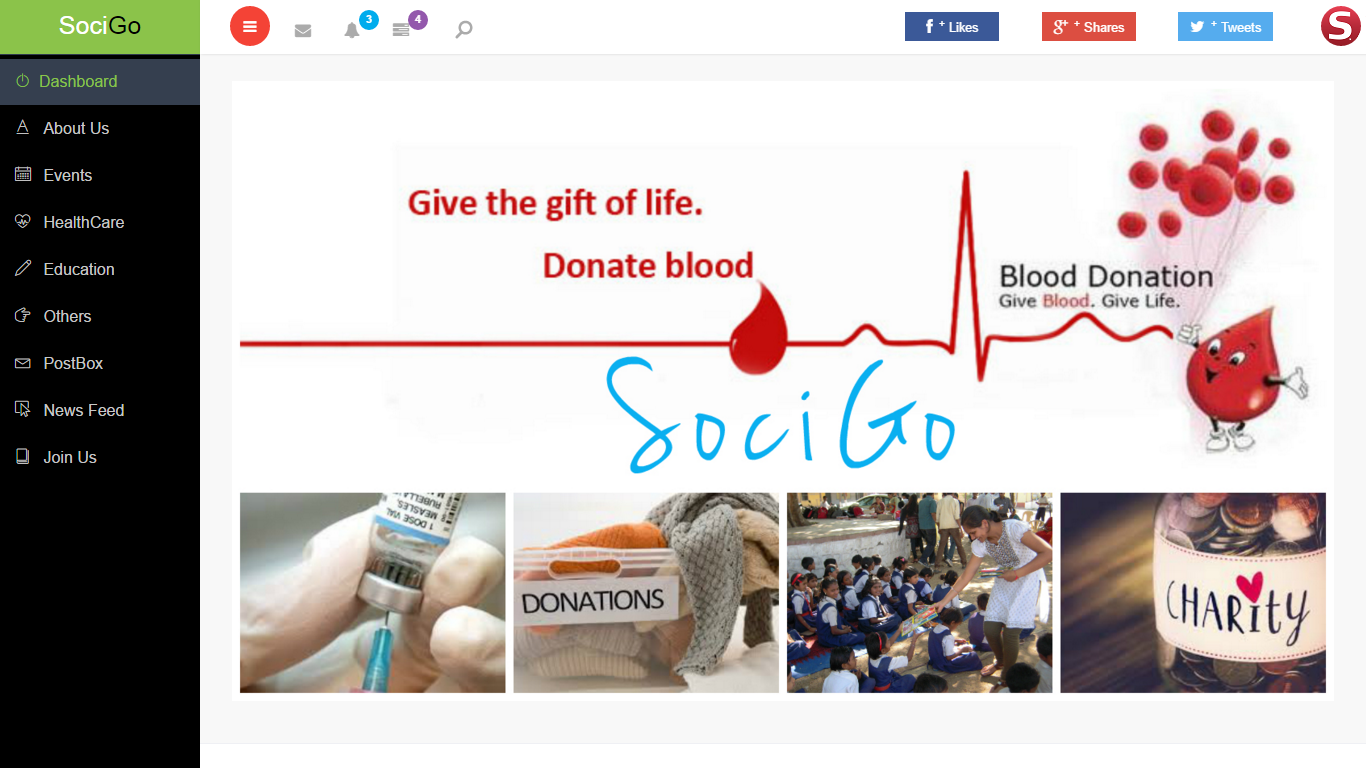 SociGo
3
4
f + Likes
g+ + Shares
+ Tweets
S
Dashboard
About Us
Events
HealthCare
Education
Others
PostBox
News Feed
Join Us
Give the gift of life.
Donate blood
Blood Donation
Give Blood. Give Life.
SociGo
MEASLES,
RUBELLA
1 DOSE VIAL
DONATIONS
CHARITY